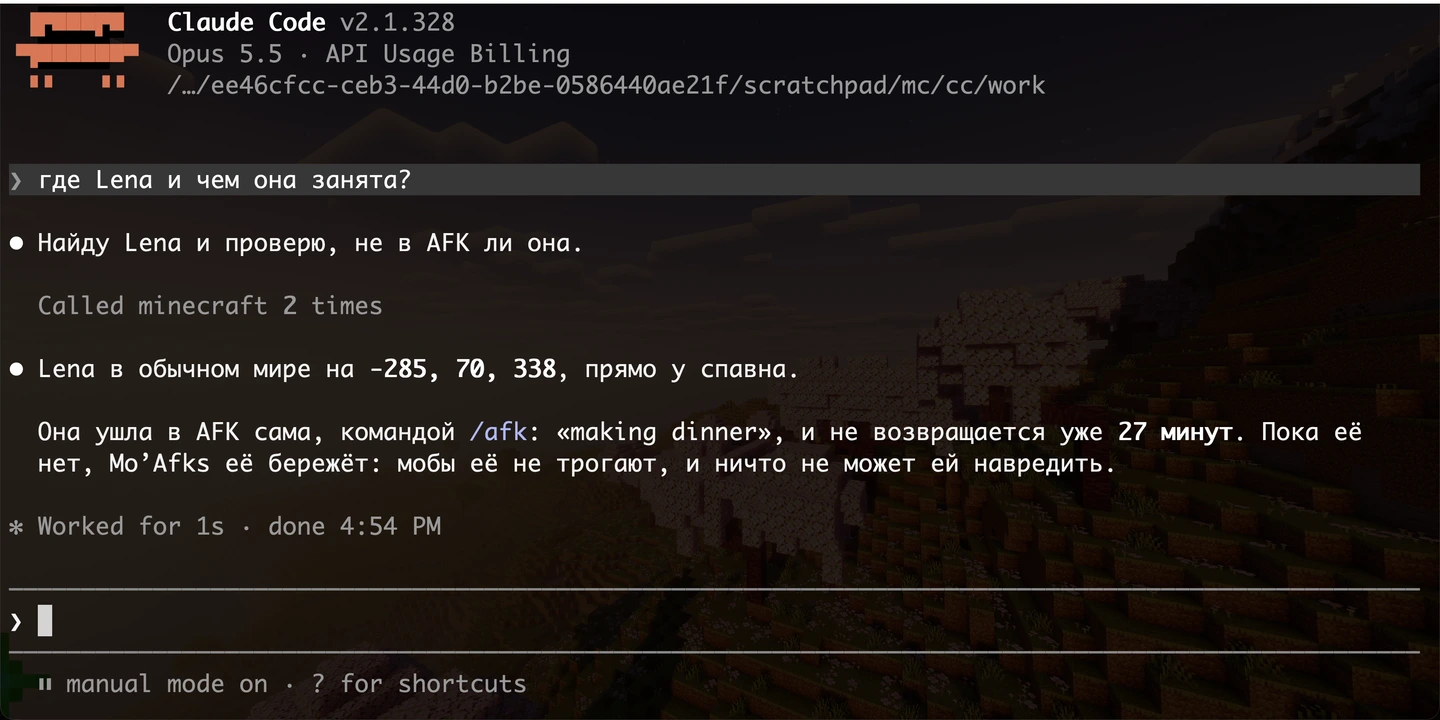 Claude Code v2.1.328
Opus 5.5 · API Usage Billing
/…/ee46cfcc-ceb3-44d0-b2be-0586440ae21f/scratchpad/mc/cc/work
❯ где Lena и чем она занята?
● Найду Lena и проверю, не в AFK ли она.
Called minecraft 2 times
● Lena в обычном мире на -285, 70, 338, прямо у спавна.
Она ушла в AFK сама, командой /afk: «making dinner», и не возвращается уже 27 минут. Пока её
нет, Mo’Afks её бережёт: мобы её не трогают, и ничто не может ей навредить.
✻ Worked for 1s · done 4:54 PM
❯
⏸ manual mode on · ? for shortcuts